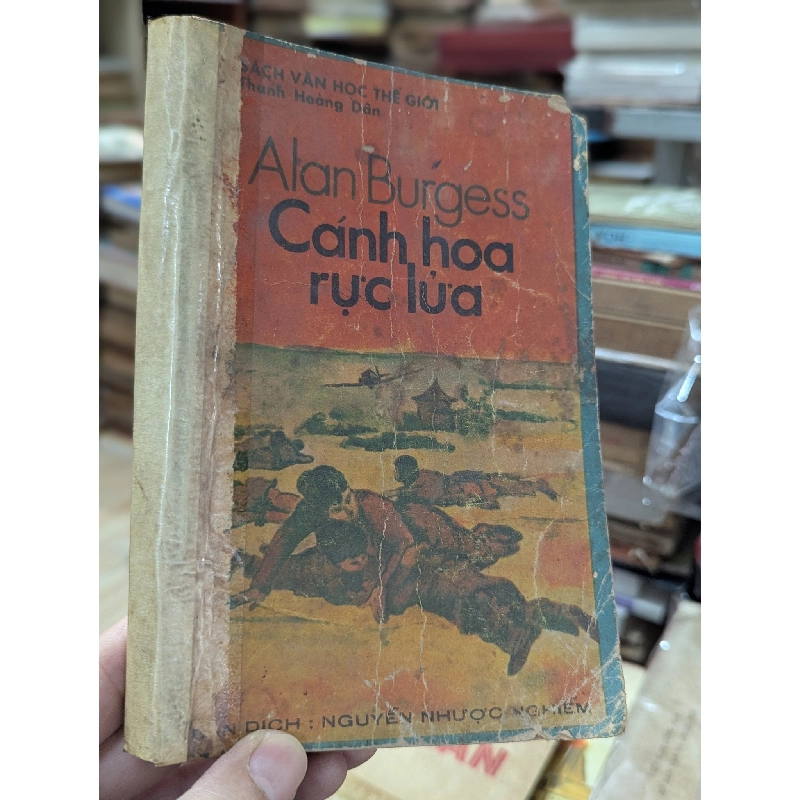 SÁCH VĂN HỌC THẾ GIỚI
Thanh Hoàng Dân
Alan Burgess
Cánh hoa
rực lửa
DỊCH : NGUYỄN NHƯỢC NGHIỄM